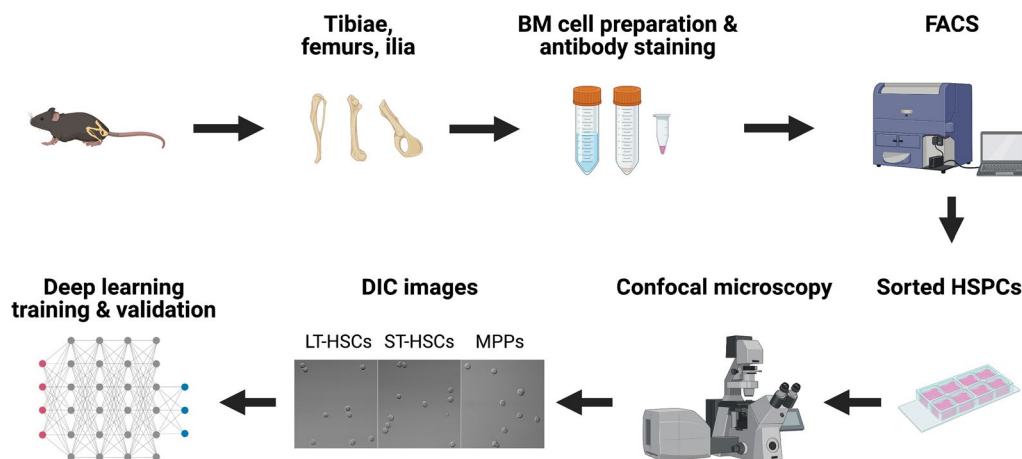 Tibiae,
femurs, ilia
BM cell preparation &
antibody staining
FACS
Deep learning
training & validation
DIC images
LT-HSCs ST-HSCs MPPs
Confocal microscopy
Sorted HSPCs